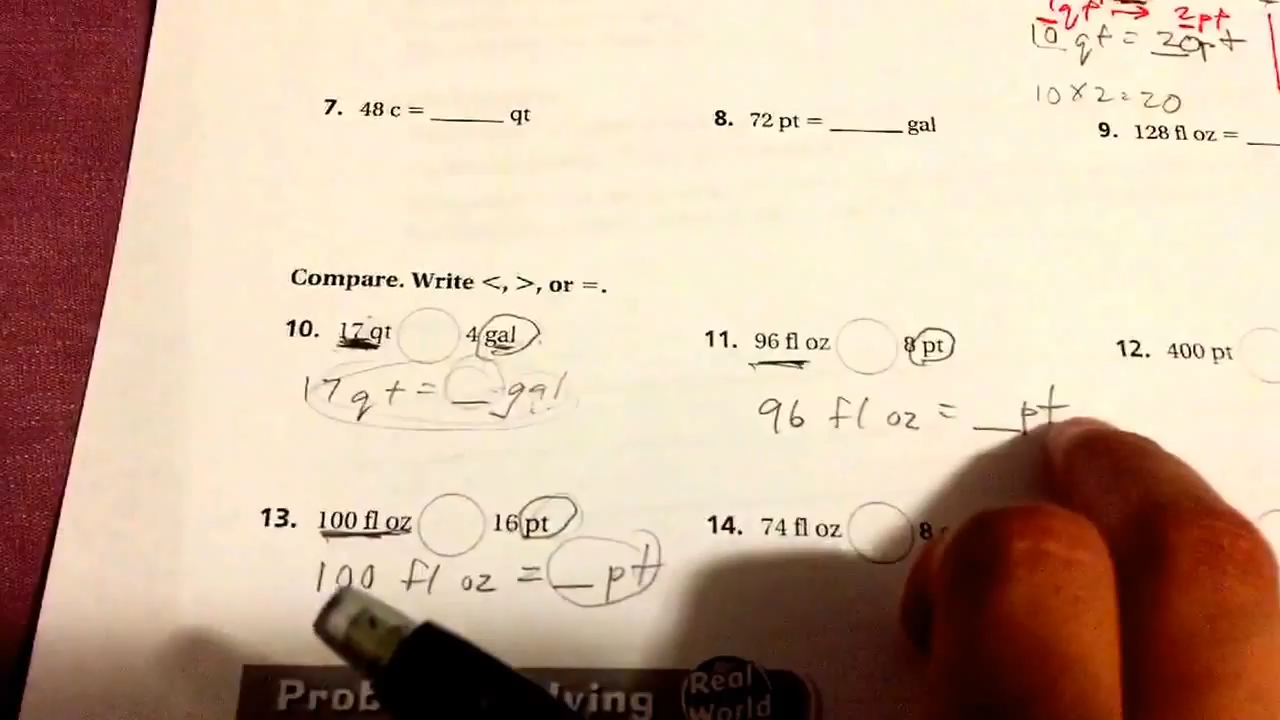 1qt → 2pt
10 qt = 20pt
10 × 2 = 20
7. 48 c = ______ qt
8. 72 pt = ______ gal
9. 128 fl oz =
Compare. Write <, >, or =.
10. 17 qt ◯ 4 gal
11. 96 fl oz ◯ 8 pt
12. 400 pt
17 qt = __ gal
96 fl oz = __ pt
13. 100 fl oz ◯ 16 pt
14. 74 fl oz ◯ 8
100 fl oz = __ pt
Real
World